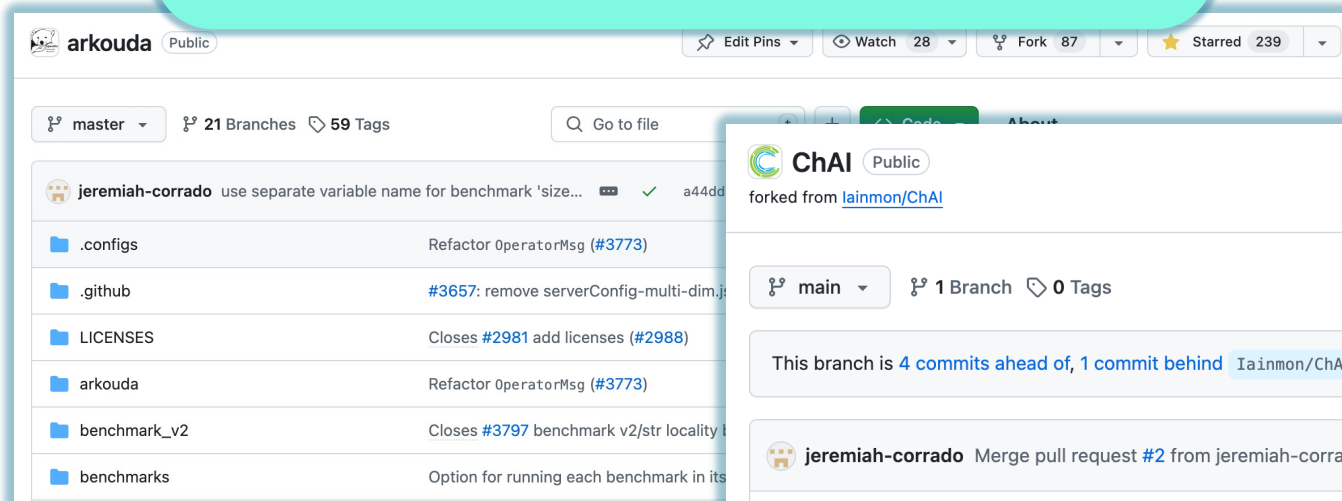 arkouda Public Edit Pins Watch 28 Fork 87 Starred 239
master 21 Branches 59 Tags Go to file t Code About
jeremiah-corrado use separate variable name for benchmark 'size... a44dd
.configs Refactor OperatorMsg (#3773)
.github #3657: remove serverConfig-multi-dim.js
LICENSES Closes #2981 add licenses (#2988)
arkouda Refactor OperatorMsg (#3773)
benchmark_v2 Closes #3797 benchmark v2/str locality b
benchmarks Option for running each benchmark in its
ChAI Public
forked from Iainmon/ChAI
main 1 Branch 0 Tags
This branch is 4 commits ahead of, 1 commit behind Iainmon/ChA
jeremiah-corrado Merge pull request #2 from jeremiah-corra